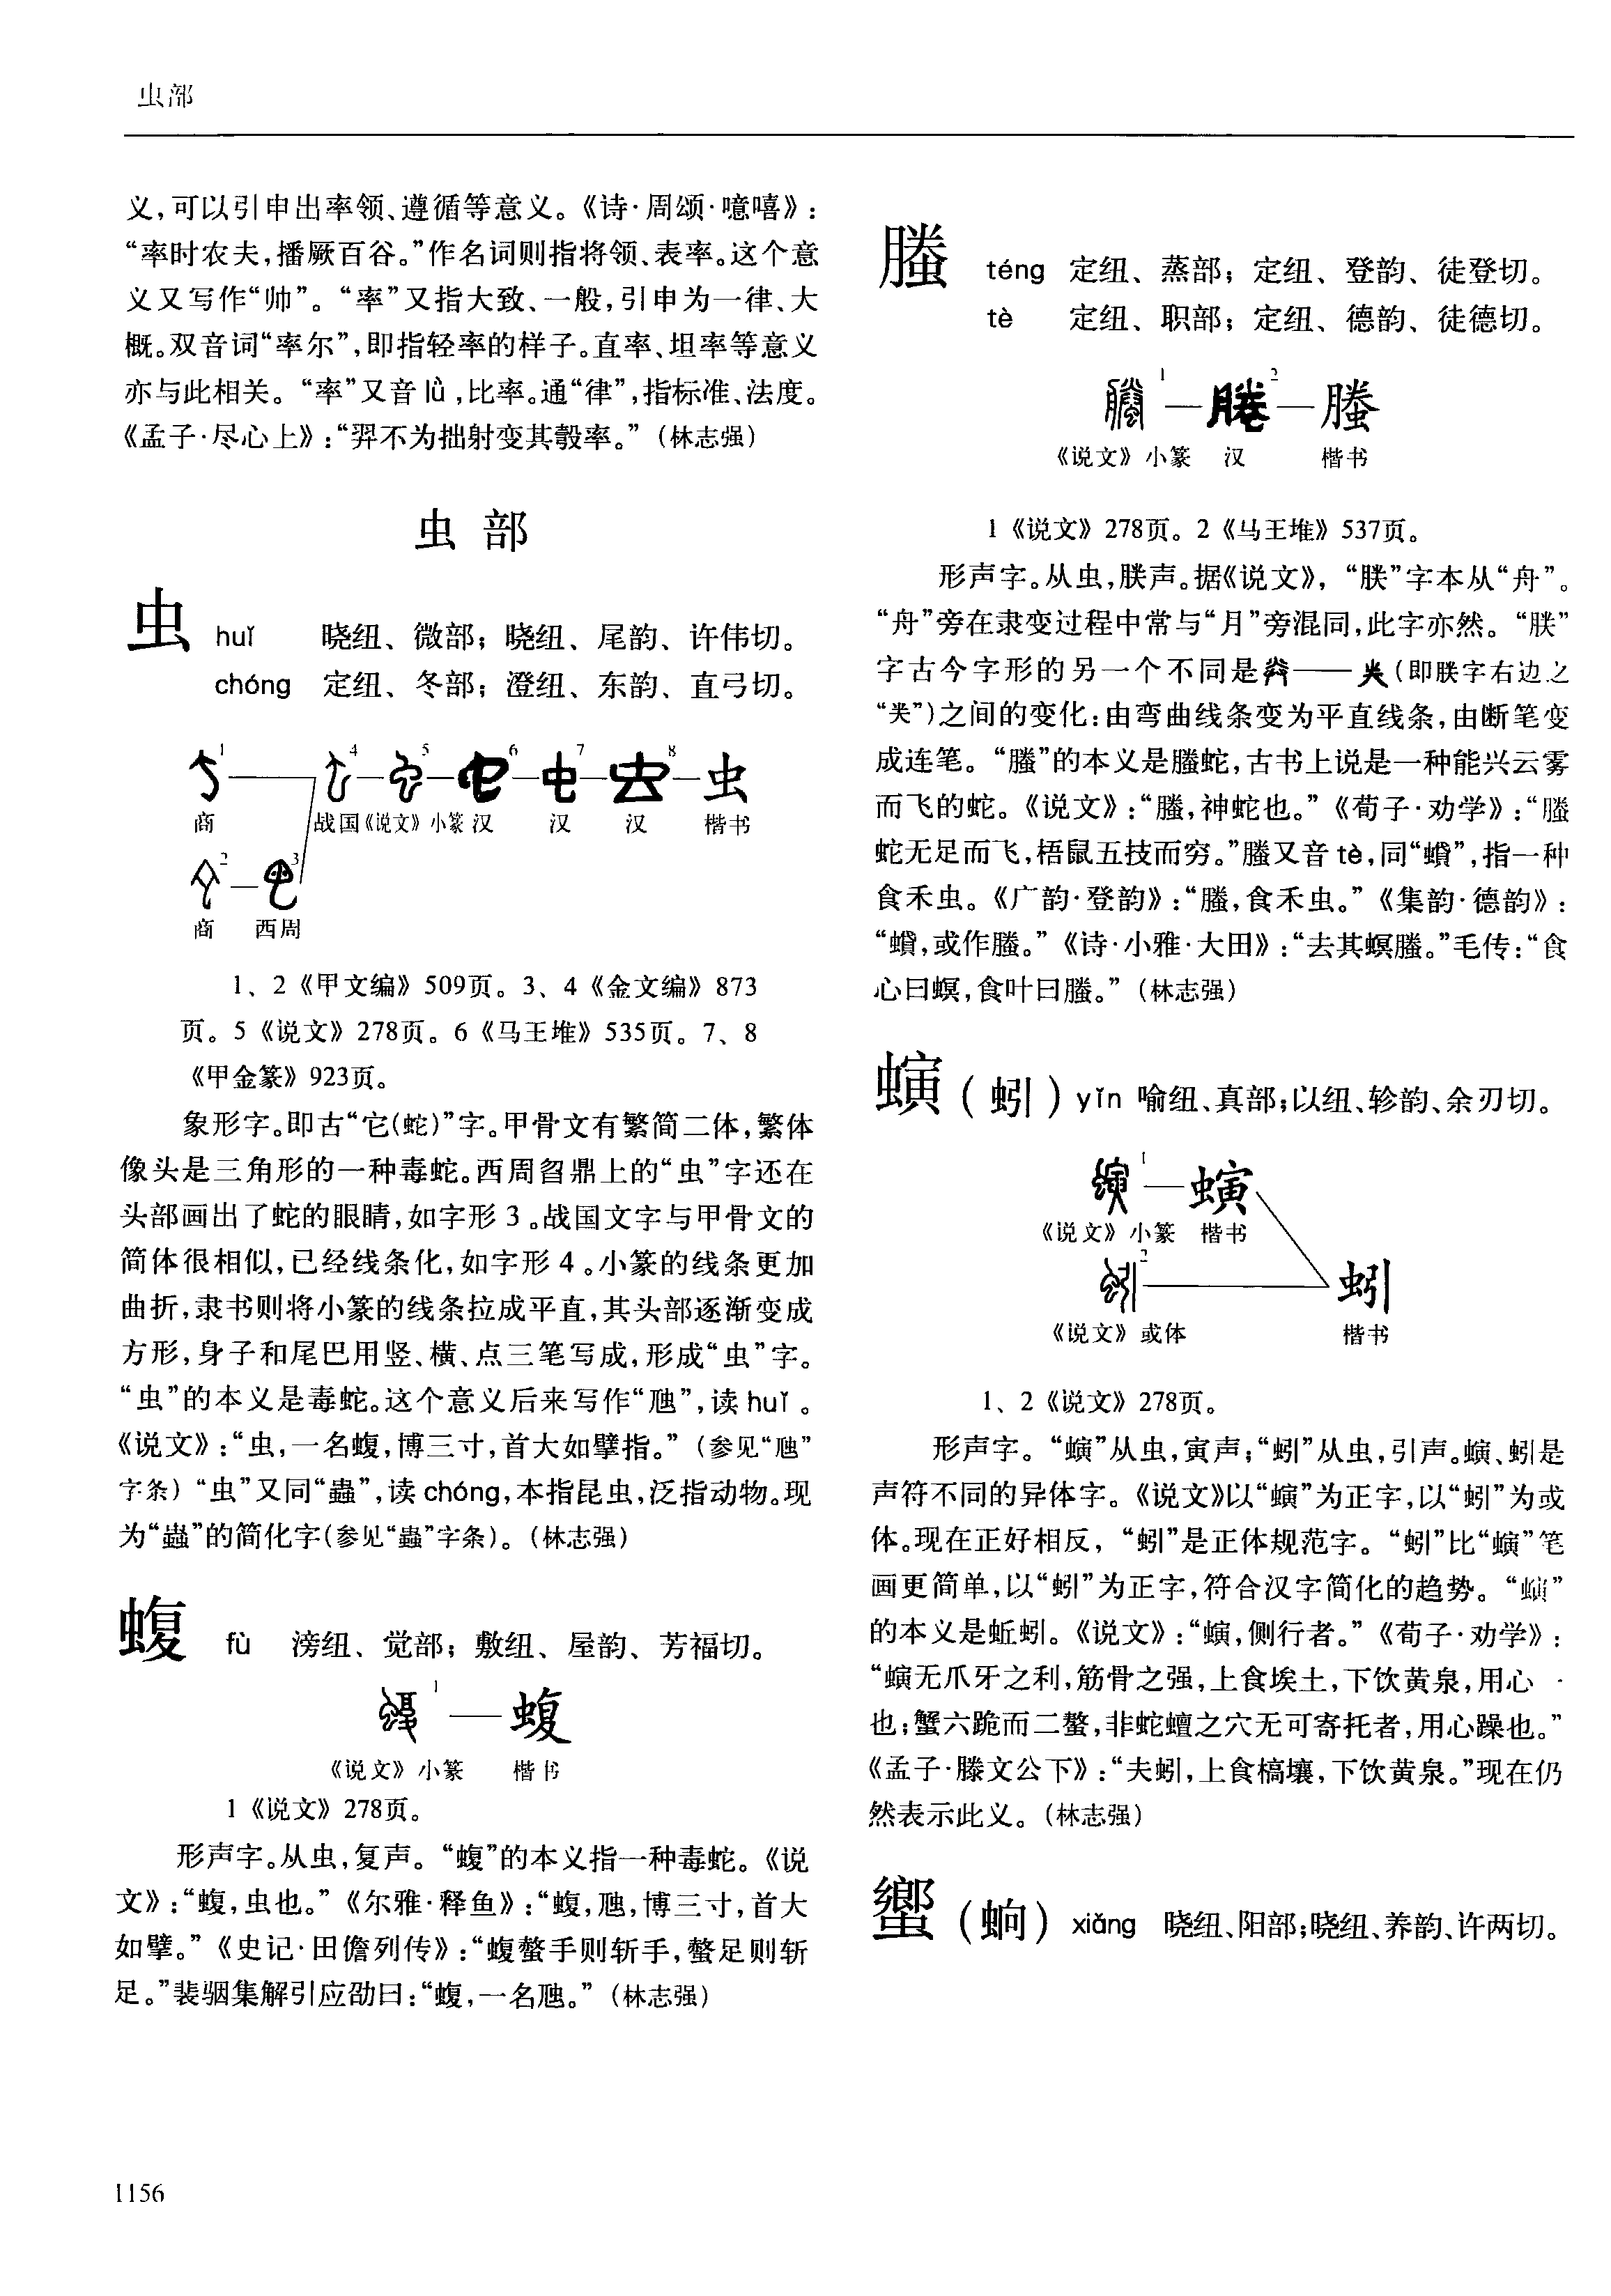 虫部
义,可以引申出率领、遵循等意义。《诗·周颂·噫嘻》:
“率时农夫,播厥百谷。”作名词则指将领、表率。这个意
义又写作“帅”。“率”又指大致、一般,引申为一律、大
概。双音词“率尔”,即指轻率的样子。直率、坦率等意义
亦与此相关。“率”又音lǜ,比率。通“律”,指标准、法度。
《孟子·尽心上》:“羿不为拙射变其彀率。”(林志强)
虫 部
虫 huǐ 晓纽、微部;晓纽、尾韵、许伟切。
chóng 定纽、冬部;澄纽、东韵、直弓切。
1 4 5 6 7 8 虫
商 战国《说文》小篆 汉 汉 汉 楷书
2 3
商 西周
1、2《甲文编》509页。3、4《金文编》873
页。5《说文》278页。6《马王堆》535页。7、8
《甲金篆》923页。
象形字。即古“它(蛇)”字。甲骨文有繁简二体,繁体
像头是三角形的一种毒蛇。西周曶鼎上的“虫”字还在
头部画出了蛇的眼睛,如字形3。战国文字与甲骨文的
简体很相似,已经线条化,如字形4。小篆的线条更加
曲折,隶书则将小篆的线条拉成平直,其头部逐渐变成
方形,身子和尾巴用竖、横、点三笔写成,形成“虫”字。
“虫”的本义是毒蛇。这个意义后来写作“虺”,读huǐ。
《说文》:“虫,一名蝮,博三寸,首大如擘指。”(参见“虺”
字条)“虫”又同“蟲”,读chóng,本指昆虫,泛指动物。现
为“蟲”的简化字(参见“蟲”字条)。(林志强)
蝮 fù 滂纽、觉部;敷纽、屋韵、芳福切。
1 蝮
《说文》小篆 楷书
1《说文》278页。
形声字。从虫,复声。“蝮”的本义指一种毒蛇。《说
文》:“蝮,虫也。”《尔雅·释鱼》:“蝮,虺,博三寸,首大
如擘。”《史记·田儋列传》:“蝮螫手则斩手,螫足则斩
足。”裴骃集解引应劭曰:“蝮,一名虺。”(林志强)
螣 téng 定纽、蒸部;定纽、登韵、徒登切。
tè 定纽、职部;定纽、德韵、徒德切。
1 2 螣
《说文》小篆 汉 楷书
1《说文》278页。2《马王堆》537页。
形声字。从虫,朕声。据《说文》,“朕”字本从“舟”。
“舟”旁在隶变过程中常与“月”旁混同,此字亦然。“朕”
字古今字形的另一个不同是——(即朕字右边之
“关”)之间的变化:由弯曲线条变为平直线条,由断笔变
成连笔。“螣”的本义是螣蛇,古书上说是一种能兴云雾
而飞的蛇。《说文》:“螣,神蛇也。”《荀子·劝学》:“螣
蛇无足而飞,梧鼠五技而穷。”螣又音tè,同“蟘”,指一种
食禾虫。《广韵·登韵》:“螣,食禾虫。”《集韵·德韵》:
“蟘,或作螣。”《诗·小雅·大田》:“去其螟螣。”毛传:“食
心曰螟,食叶曰螣。”(林志强)
螾(蚓)yǐn 喻纽、真部;以纽、轸韵、余刃切。
1 螾
《说文》小篆 楷书
2 蚓
《说文》或体 楷书
1、2《说文》278页。
形声字。“螾”从虫,寅声;“蚓”从虫,引声。螾、蚓是
声符不同的异体字。《说文》以“螾”为正字,以“蚓”为或
体。现在正好相反,“蚓”是正体规范字。“蚓”比“螾”笔
画更简单,以“蚓”为正字,符合汉字简化的趋势。“螾”
的本义是蚯蚓。《说文》:“螾,侧行者。”《荀子·劝学》:
“螾无爪牙之利,筋骨之强,上食埃土,下饮黄泉,用心一
也;蟹六跪而二螯,非蛇蟺之穴无可寄托者,用心躁也。”
《孟子·滕文公下》:“夫蚓,上食槁壤,下饮黄泉。”现在仍
然表示此义。(林志强)
蠁(蚼)xiǎng 晓纽、阳部;晓纽、养韵、许两切。
1156